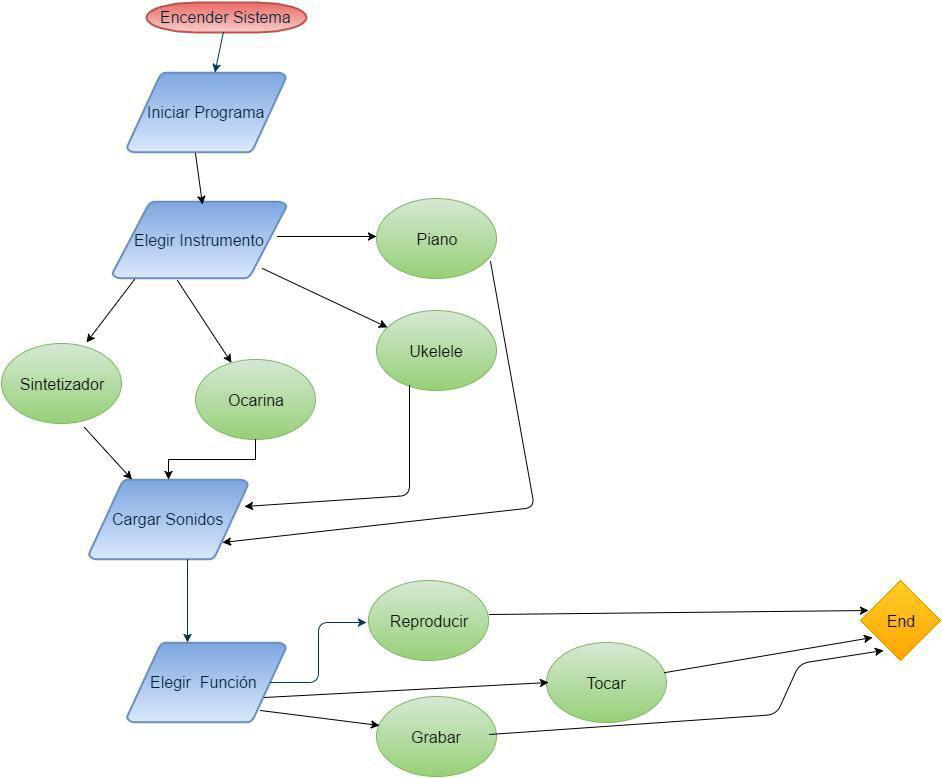 Encender Sistema
Iniciar Programa
Elegir Instrumento
Piano
Ukelele
Sintetizador
Ocarina
Cargar Sonidos
Reproducir
End
Elegir Función
Tocar
Grabar